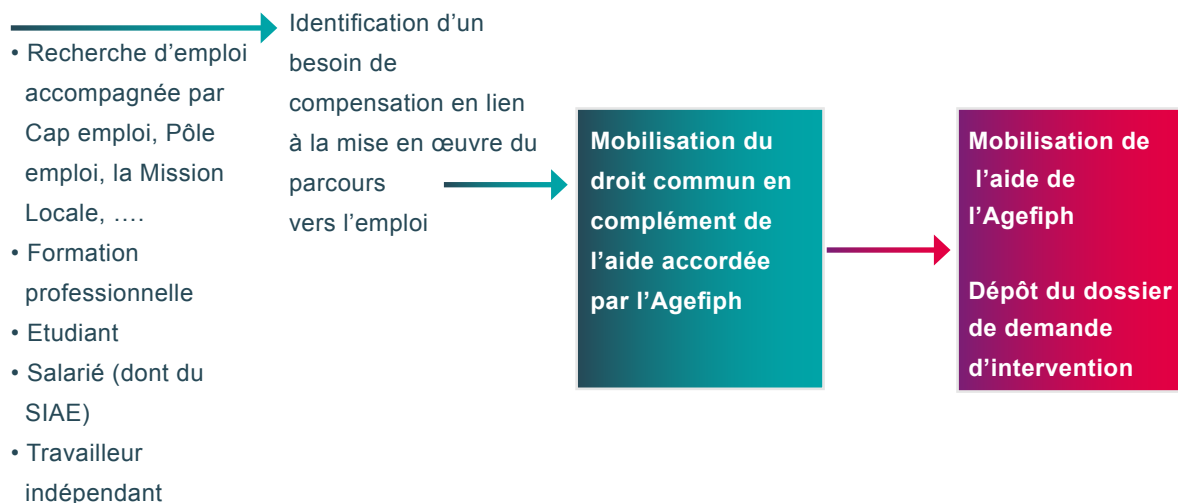 • Recherche d’emploi
accompagnée par
Cap emploi, Pôle
emploi, la Mission
Locale, ….
• Formation
professionnelle
• Etudiant
• Salarié (dont du
SIAE)
• Travailleur
indépendant
Identification d’un
besoin de
compensation en lien
à la mise en œuvre du
parcours
vers l’emploi
Mobilisation du
droit commun en
complément de
l’aide accordée
par l’Agefiph
Mobilisation de
l’aide de
l’Agefiph
Dépôt du dossier
de demande
d’intervention